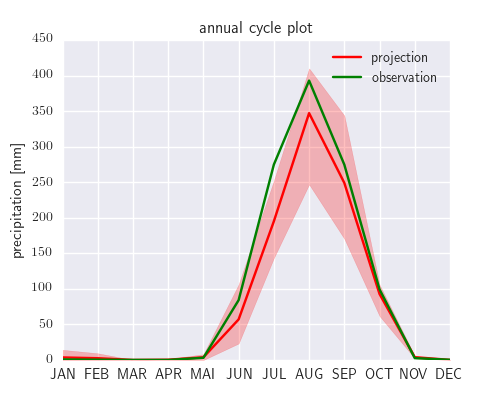 annual cycle plot
projection
observation
precipitation [mm]
450
400
350
300
250
200
150
100
50
0
JAN FEB MAR APR MAI JUN JUL AUG SEP OCT NOV DEC